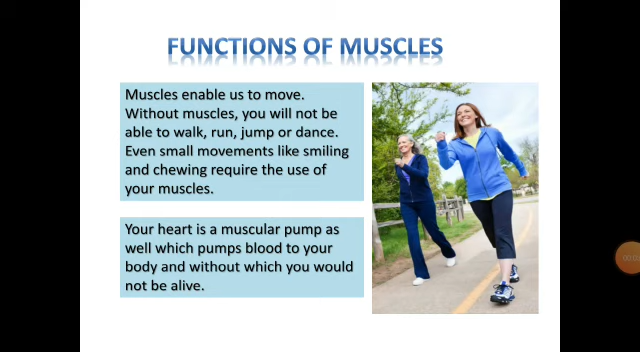 FUNCTIONS OF MUSCLES
Muscles enable us to move.
Without muscles, you will not be
able to walk, run, jump or dance.
Even small movements like smiling
and chewing require the use of
your muscles.
Your heart is a muscular pump as
well which pumps blood to your
body and without which you would
not be alive.